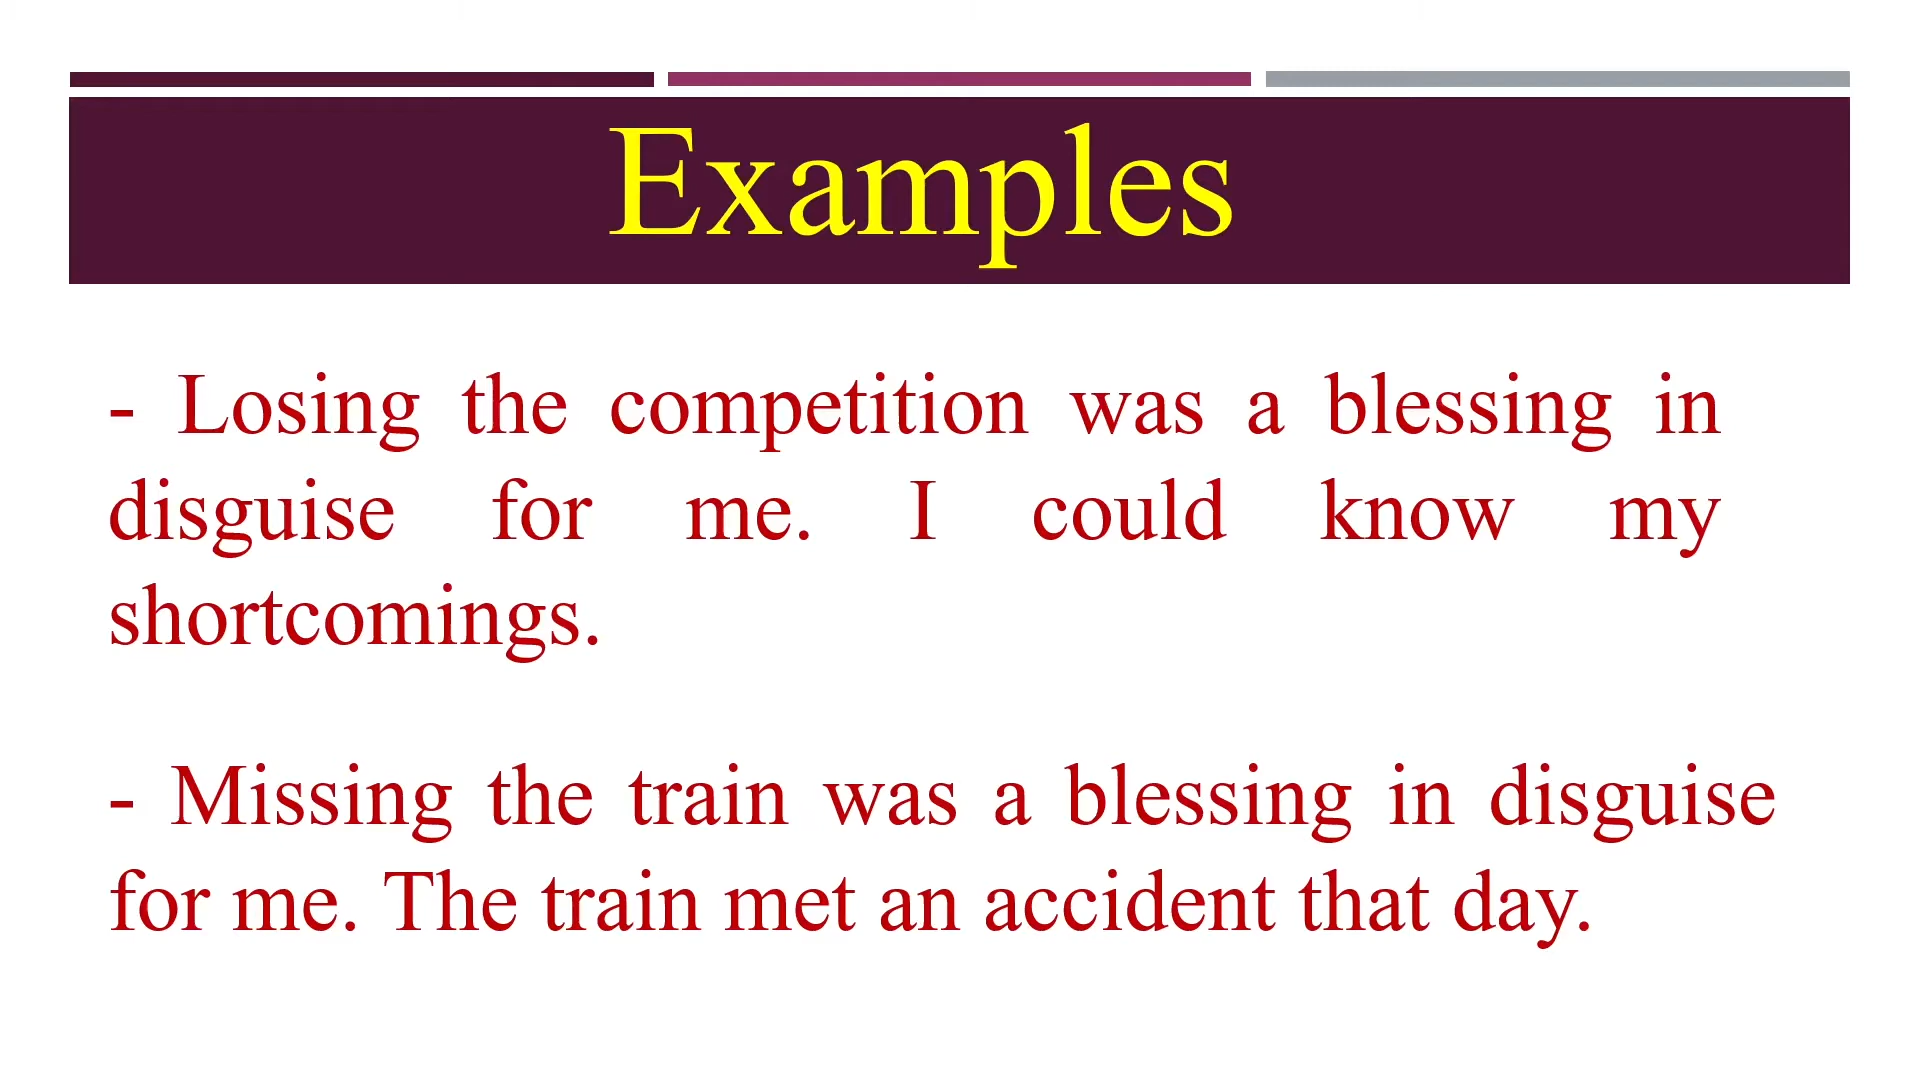 Examples
- Losing the competition was a blessing in
disguise for me. I could know my
shortcomings.
- Missing the train was a blessing in disguise
for me. The train met an accident that day.